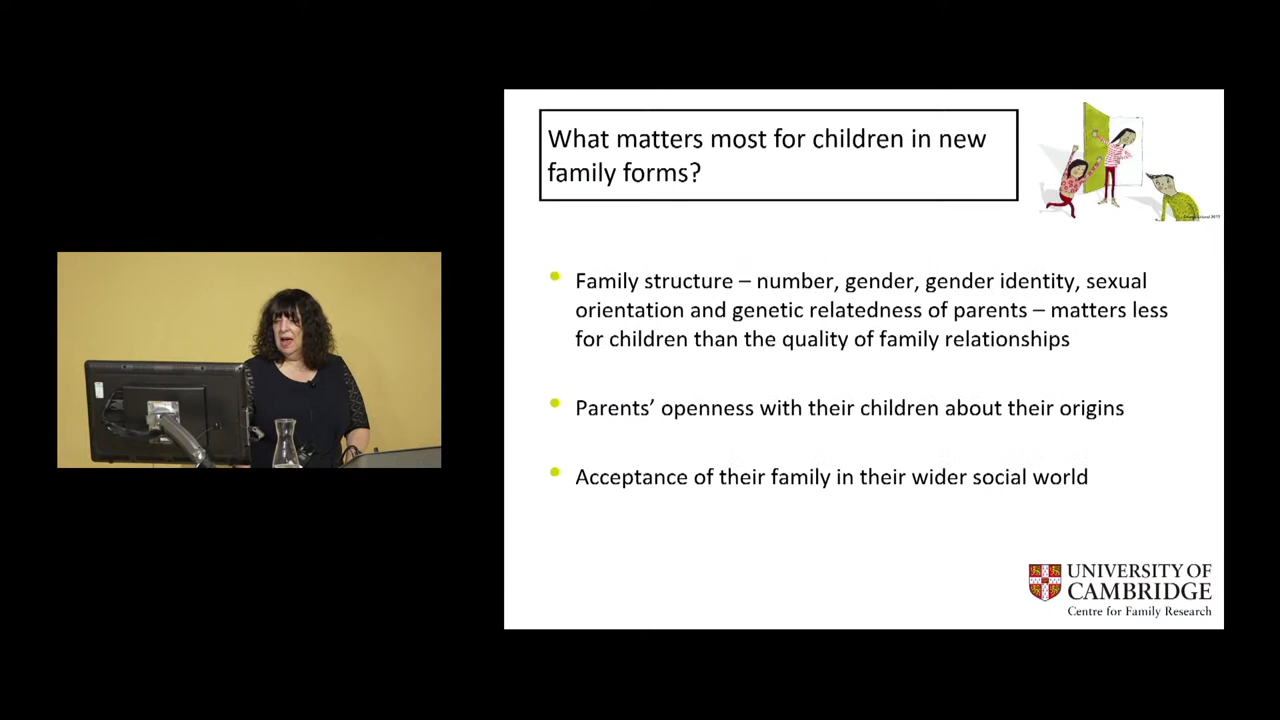 What matters most for children in new
family forms?
Family structure – number, gender, gender identity, sexual
orientation and genetic relatedness of parents – matters less
for children than the quality of family relationships
Parents’ openness with their children about their origins
Acceptance of their family in their wider social world
UNIVERSITY OF
CAMBRIDGE
Centre for Family Research